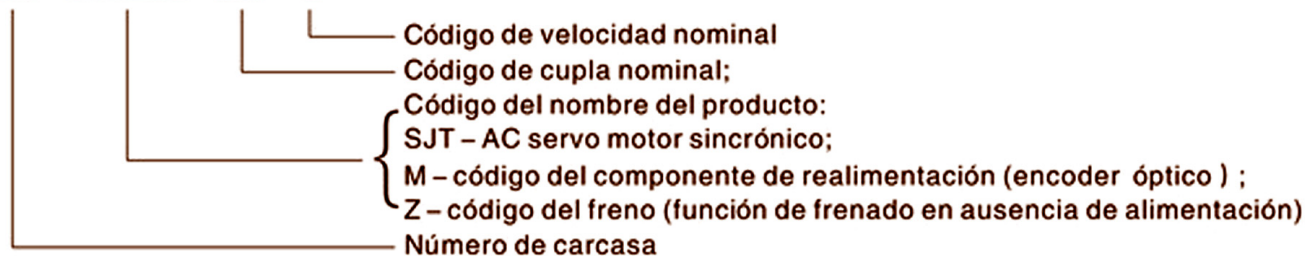 Código de velocidad nominal
Código de cupla nominal;
Código del nombre del producto:
SJT – AC servo motor sincrónico;
M – código del componente de realimentación (encoder óptico ) ;
Z – código del freno (función de frenado en ausencia de alimentación)
Número de carcasa